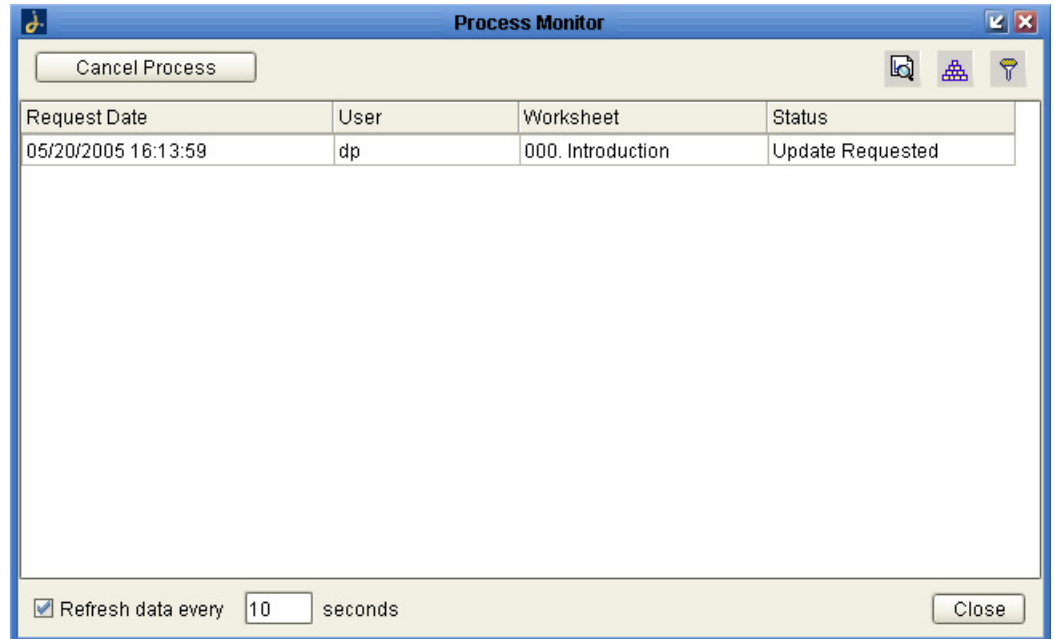 Process Monitor
Cancel Process
Request Date User Worksheet Status
05/20/2005 16:13:59 dp 000. Introduction Update Requested
Refresh data every 10 seconds Close